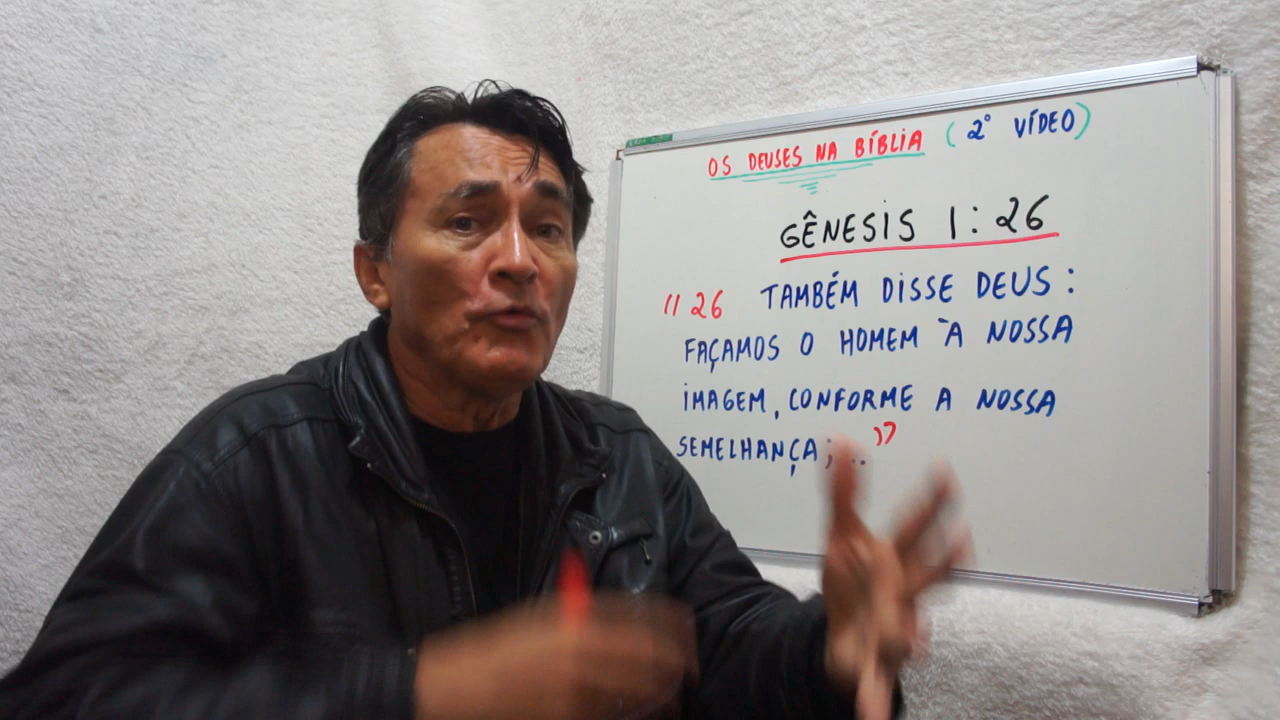 OS DEUSES NA BÍBLIA (2° VÍDEO)
GÊNESIS 1:26
"26 TAMBÉM DISSE DEUS:
FAÇAMOS O HOMEM À NOSSA
IMAGEM, CONFORME A NOSSA
SEMELHANÇA; ..."